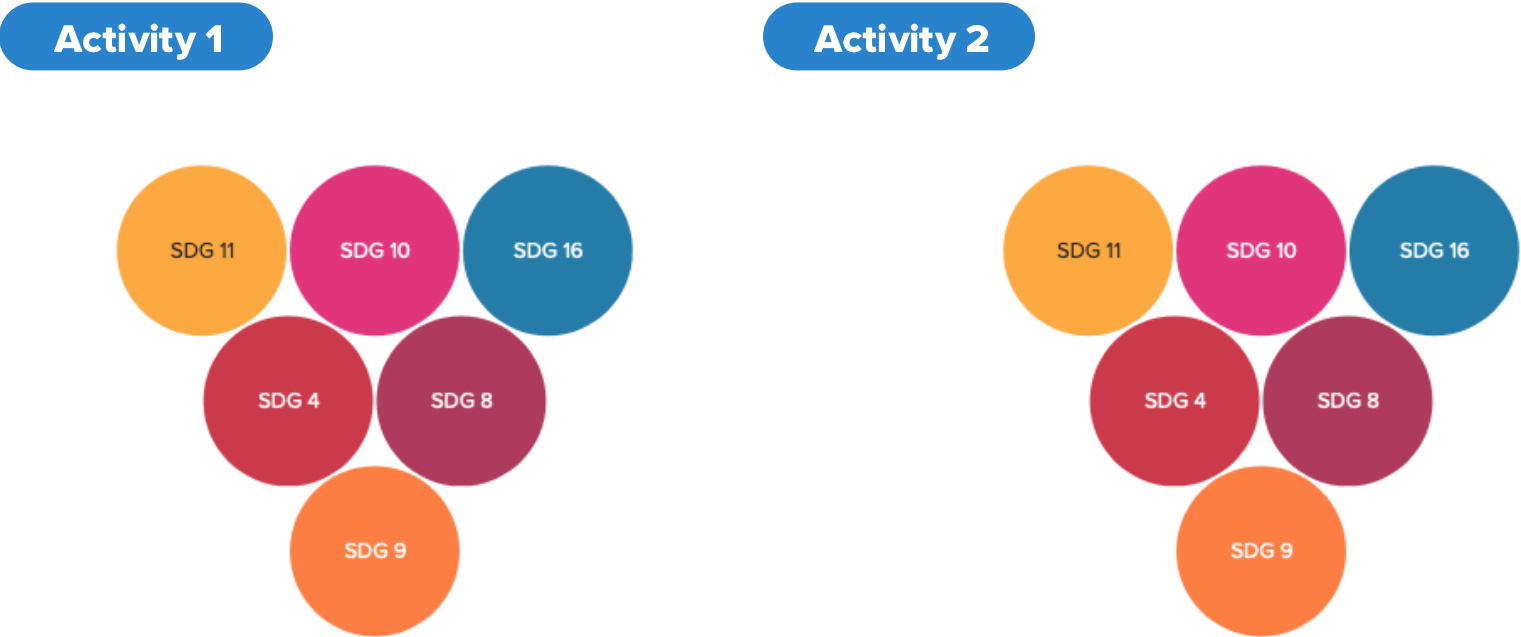 Activity 1
SDG 11 SDG 10 SDG 16
SDG 4 SDG 8
SDG 9
Activity 2
SDG 11 SDG 10 SDG 16
SDG 4 SDG 8
SDG 9